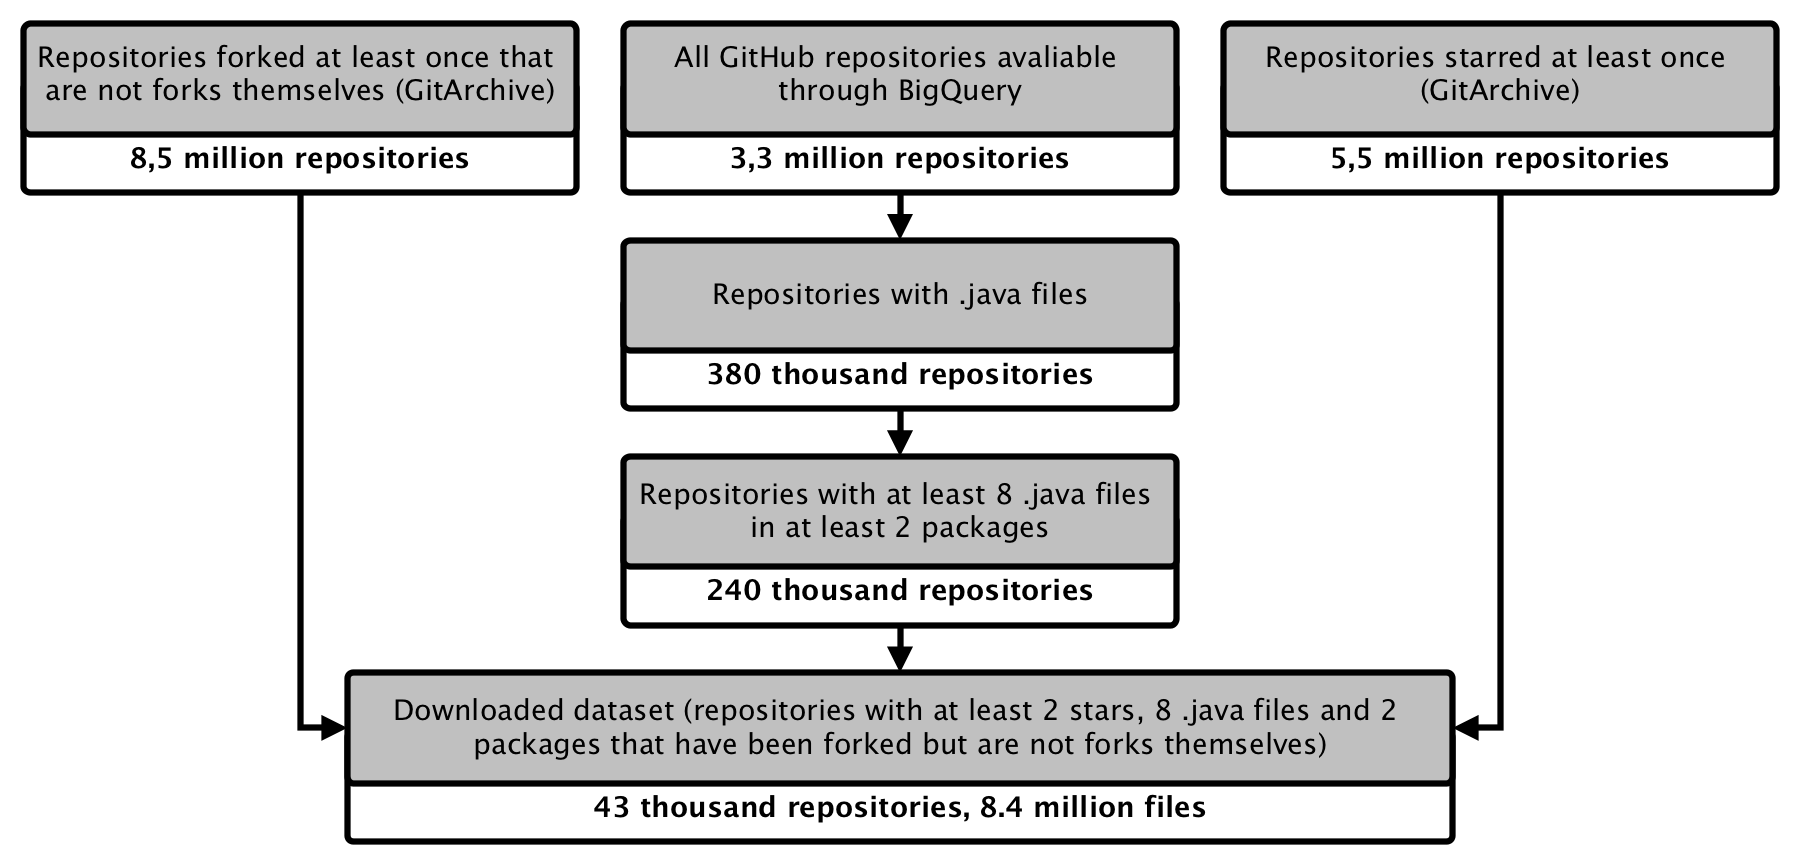 Repositories forked at least once that
are not forks themselves (GitArchive)
8,5 million repositories
All GitHub repositories avaliable
through BigQuery
3,3 million repositories
Repositories starred at least once
(GitArchive)
5,5 million repositories
Repositories with .java files
380 thousand repositories
Repositories with at least 8 .java files
in at least 2 packages
240 thousand repositories
Downloaded dataset (repositories with at least 2 stars, 8 .java files and 2
packages that have been forked but are not forks themselves)
43 thousand repositories, 8.4 million files